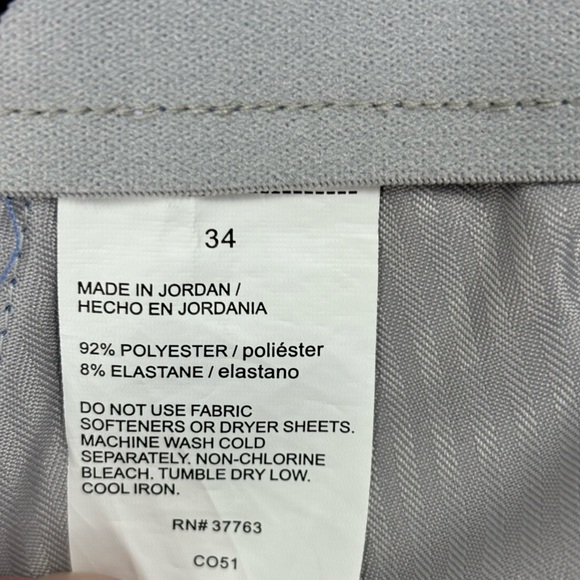 34
MADE IN JORDAN /
HECHO EN JORDANIA
92% POLYESTER / poliéster
8% ELASTANE / elastano
DO NOT USE FABRIC
SOFTENERS OR DRYER SHEETS.
MACHINE WASH COLD
SEPARATELY. NON-CHLORINE
BLEACH. TUMBLE DRY LOW.
COOL IRON.
RN# 37763
CO51